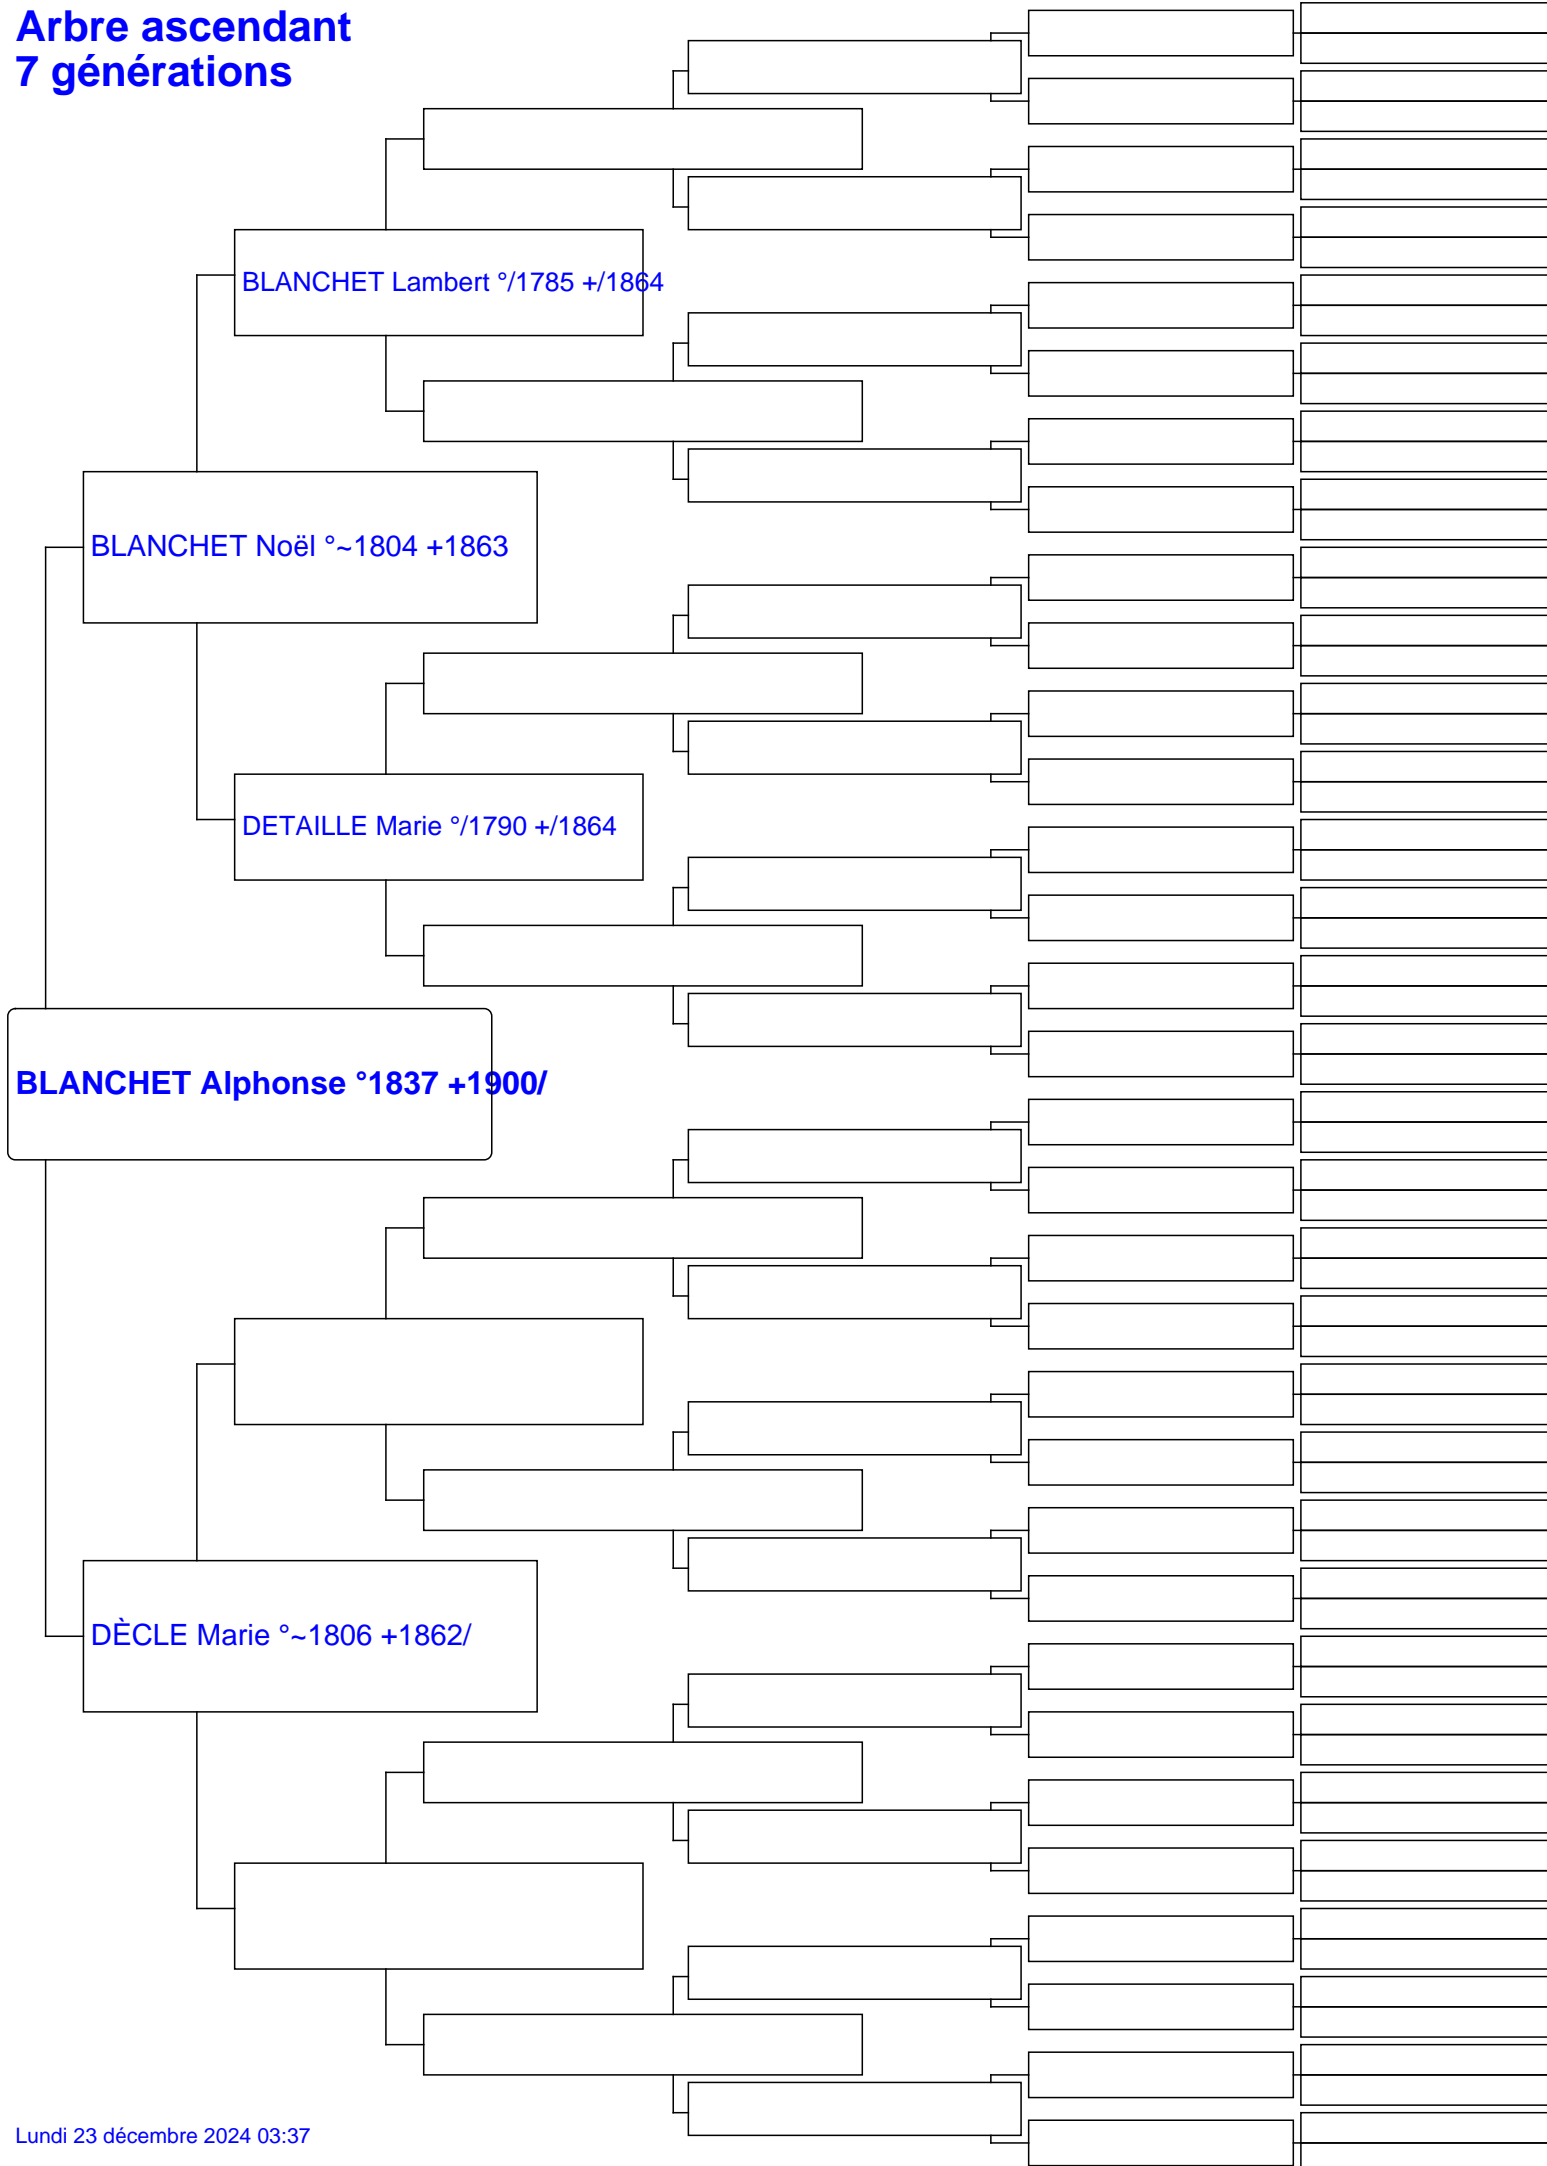 Arbre ascendant
7 générations
BLANCHET Lambert °/1785 +/1864
BLANCHET Noël °~1804 +1863
DETAILLE Marie °/1790 +/1864
BLANCHET Alphonse °1837 +1900/
DÈCLE Marie °~1806 +1862/
Lundi 23 décembre 2024 03:37